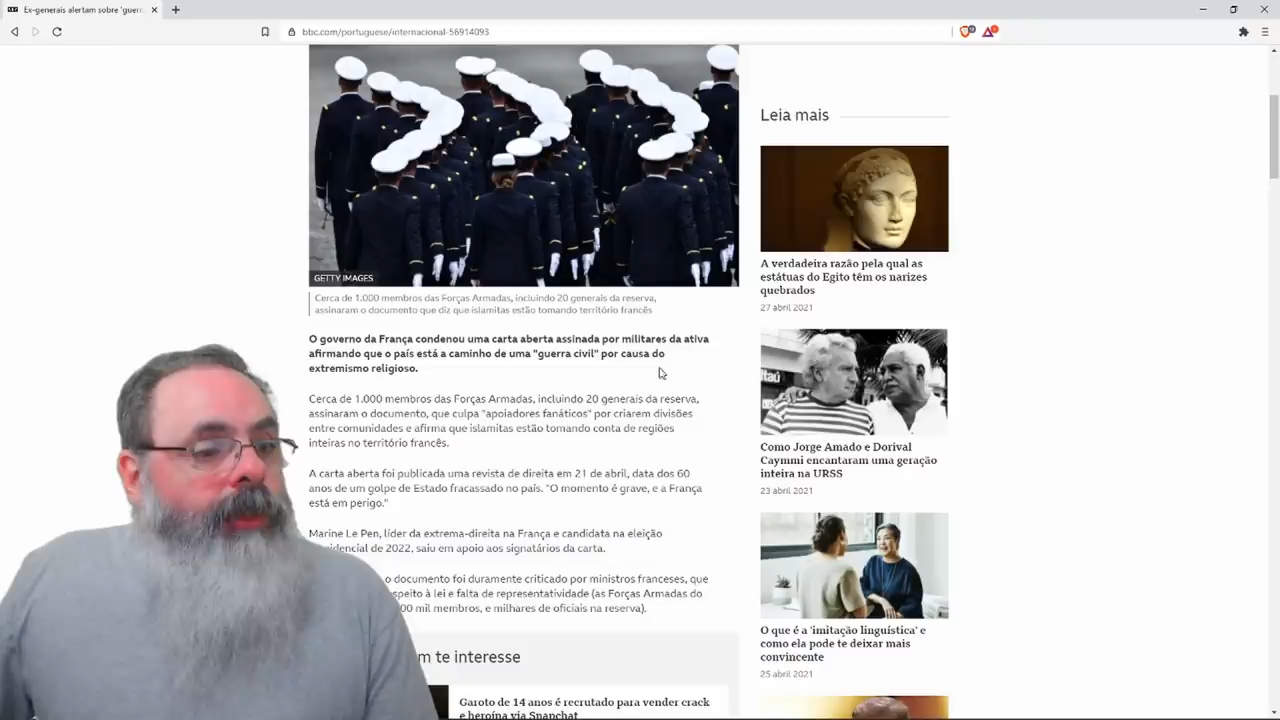 Ex-generais alertam sobre 'guerr
bbc.com/portuguese/internacional-56914093
GETTY IMAGES
Cerca de 1.000 membros das Forças Armadas, incluindo 20 generais da reserva,
assinaram o documento que diz que islamitas estão tomando território francês
O governo da França condenou uma carta aberta assinada por militares da ativa
afirmando que o país está a caminho de uma "guerra civil" por causa do
extremismo religioso.
Cerca de 1.000 membros das Forças Armadas, incluindo 20 generais da reserva,
assinaram o documento, que culpa "apoiadores fanáticos" por criarem divisões
entre comunidades e afirma que islamitas estão tomando conta de regiões
inteiras no território francês.
A carta aberta foi publicada uma revista de direita em 21 de abril, data dos 60
anos de um golpe de Estado fracassado no país. "O momento é grave, e a França
está em perigo."
Marine Le Pen, líder da extrema-direita na França e candidata na eleição
idencial de 2022, saiu em apoio aos signatários da carta.
o documento foi duramente criticado por ministros franceses, que
speito à lei e falta de representatividade (as Forças Armadas do
00 mil membros, e milhares de oficiais na reserva).
m te interesse
Garoto de 14 anos é recrutado para vender crack
e heroína via Snapchat
Leia mais
A verdadeira razão pela qual as
estátuas do Egito têm os narizes
quebrados
27 abril 2021
Itaú
Como Jorge Amado e Dorival
Caymmi encantaram uma geração
inteira na URSS
23 abril 2021
O que é a 'imitação linguística' e
como ela pode te deixar mais
convincente
25 abril 2021